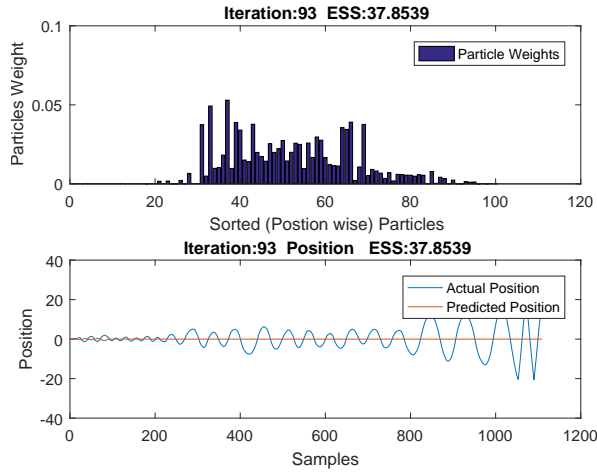 Iteration:93 ESS:37.8539
0.1
0.05
0
Particles Weight
Particle Weights
0 20 40 60 80 100 120
Sorted (Postion wise) Particles
Iteration:93 Position ESS:37.8539
40
20
0
-20
-40
Position
Actual Position
Predicted Position
0 200 400 600 800 1000 1200
Samples